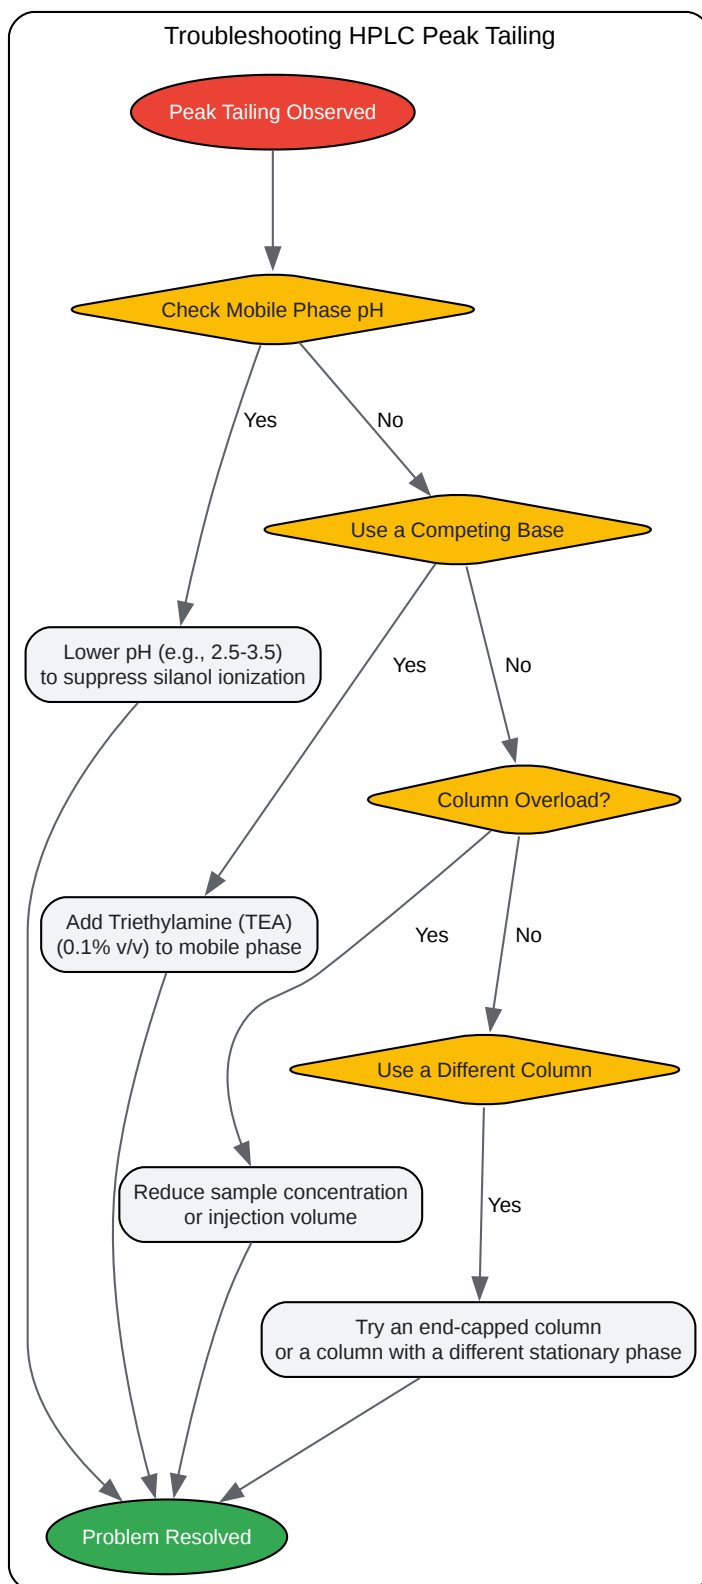 Troubleshooting HPLC Peak Tailing
Peak Tailing Observed
Check Mobile Phase pH
Yes
No
Use a Competing Base
Lower pH (e.g., 2.5-3.5)
to suppress silanol ionization
Yes
No
Column Overload?
Add Triethylamine (TEA)
(0.1% v/v) to mobile phase
Yes
No
Use a Different Column
Reduce sample concentration
or injection volume
Yes
Try an end-capped column
or a column with a different stationary phase
Problem Resolved